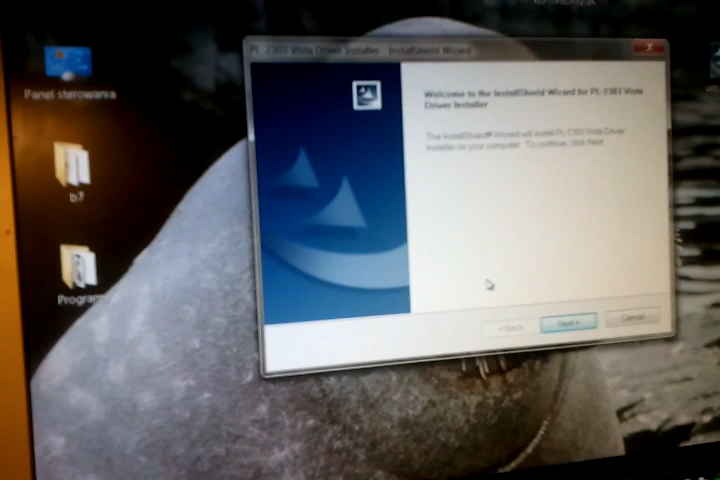 PL-2303 Vista Driver Installer - InstallShield Wizard
Panel sterowania
Welcome to the InstallShield Wizard for PL-2303 Vista
Driver Installer
The InstallShield® Wizard will install PL-2303 Vista Driver
Installer on your computer. To continue, click Next.
b7
Program
< Back
Next >
Cancel